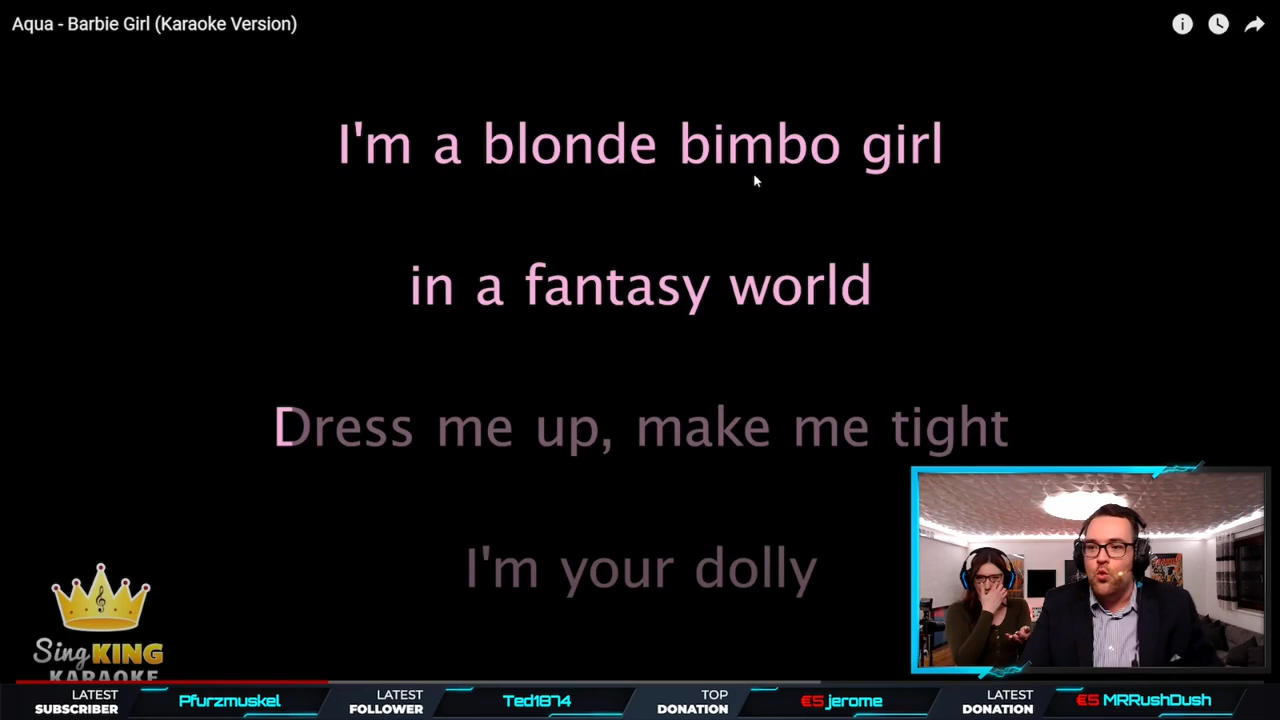 Aqua - Barbie Girl (Karaoke Version)
I'm a blonde bimbo girl
in a fantasy world
Dress me up, make me tight
I'm your dolly
Sing KING
KARAOKE
LATEST SUBSCRIBER
Pfurzmuskel
LATEST FOLLOWER
Ted1874
TOP DONATION
€5 jerome
LATEST DONATION
€5 MRRushDush